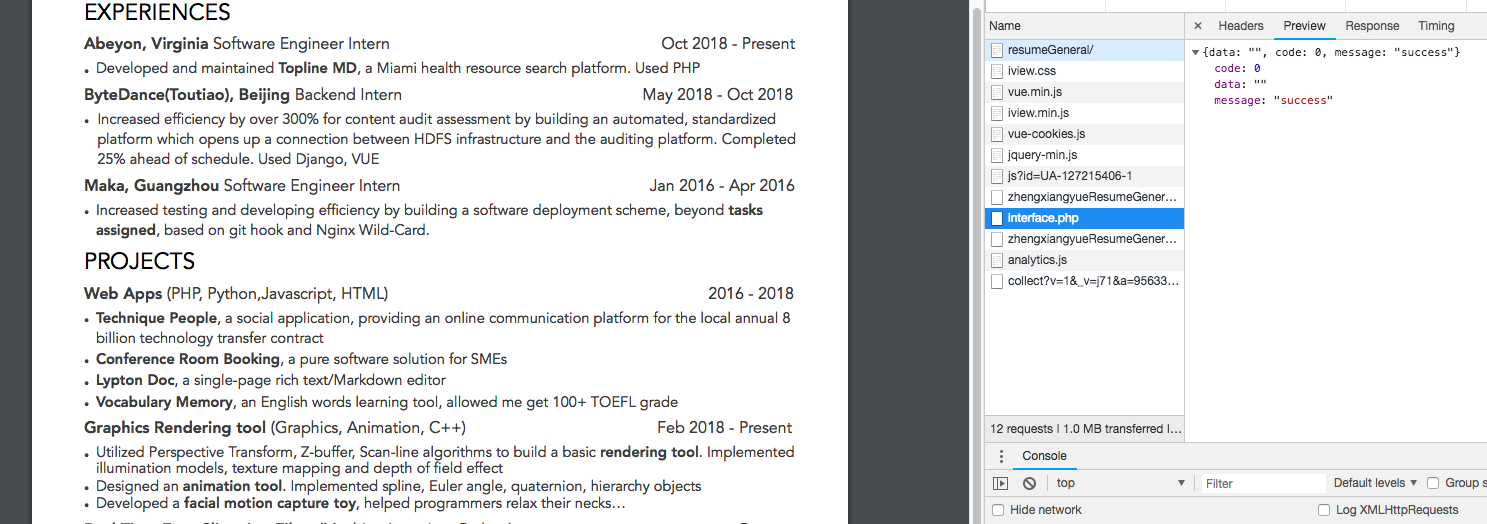 EXPERIENCES
Abeyon, Virginia Software Engineer Intern Oct 2018 - Present
• Developed and maintained Topline MD, a Miami health resource search platform. Used PHP
ByteDance(Toutiao), Beijing Backend Intern May 2018 - Oct 2018
• Increased efficiency by over 300% for content audit assessment by building an automated, standardized
platform which opens up a connection between HDFS infrastructure and the auditing platform. Completed
25% ahead of schedule. Used Django, VUE
Maka, Guangzhou Software Engineer Intern Jan 2016 - Apr 2016
• Increased testing and developing efficiency by building a software deployment scheme, beyond tasks
assigned, based on git hook and Nginx Wild-Card.
PROJECTS
Web Apps (PHP, Python,Javascript, HTML) 2016 - 2018
• Technique People, a social application, providing an online communication platform for the local annual 8
billion technology transfer contract
• Conference Room Booking, a pure software solution for SMEs
• Lypton Doc, a single-page rich text/Markdown editor
• Vocabulary Memory, an English words learning tool, allowed me get 100+ TOEFL grade
Graphics Rendering tool (Graphics, Animation, C++) Feb 2018 - Present
• Utilized Perspective Transform, Z-buffer, Scan-line algorithms to build a basic rendering tool. Implemented
illumination models, texture mapping and depth of field effect
• Designed an animation tool. Implemented spline, Euler angle, quaternion, hierarchy objects
• Developed a facial motion capture toy, helped programmers relax their necks…
Name
resumeGeneral/
iview.css
vue.min.js
iview.min.js
vue-cookies.js
jquery-min.js
js?id=UA-127215406-1
zhengxiangyueResumeGener…
interface.php
zhengxiangyueResumeGener…
analytics.js
collect?v=1&_v=j71&a=95633…
12 requests | 1.0 MB transferred |…
× Headers Preview Response Timing
▼ {data: "", code: 0, message: "success"}
code: 0
data: ""
message: "success"
Console
top ▼ Filter Default levels ▼ Group s
Hide network Log XMLHttpRequests